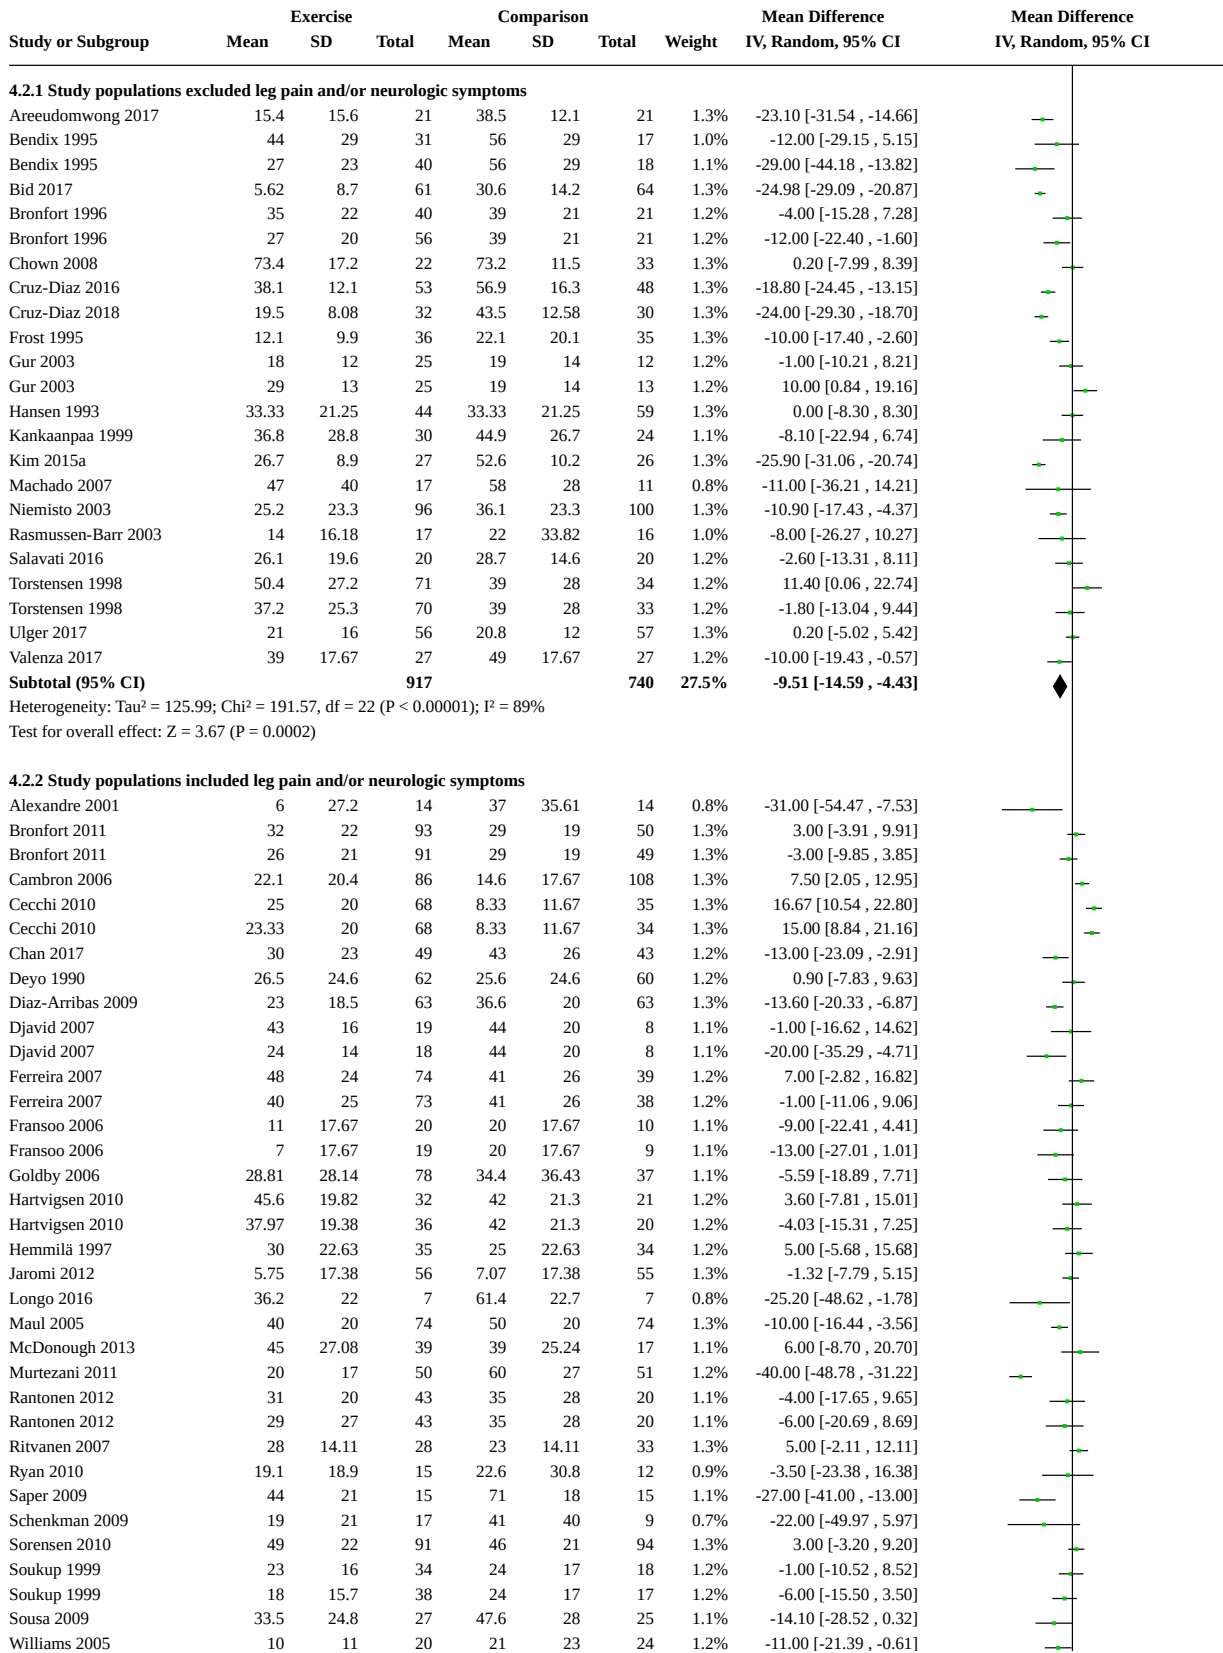 Exercise Comparison Mean Difference Mean Difference
Study or Subgroup Mean SD Total Mean SD Total Weight IV, Random, 95% CI IV, Random, 95% CI
4.2.1 Study populations excluded leg pain and/or neurologic symptoms
Areeudomwong 2017 15.4 15.6 21 38.5 12.1 21 1.3% -23.10 [-31.54 , -14.66]
Bendix 1995 44 29 31 56 29 17 1.0% -12.00 [-29.15 , 5.15]
Bendix 1995 27 23 40 56 29 18 1.1% -29.00 [-44.18 , -13.82]
Bid 2017 5.62 8.7 61 30.6 14.2 64 1.3% -24.98 [-29.09 , -20.87]
Bronfort 1996 35 22 40 39 21 21 1.2% -4.00 [-15.28 , 7.28]
Bronfort 1996 27 20 56 39 21 21 1.2% -12.00 [-22.40 , -1.60]
Chown 2008 73.4 17.2 22 73.2 11.5 33 1.3% 0.20 [-7.99 , 8.39]
Cruz-Diaz 2016 38.1 12.1 53 56.9 16.3 48 1.3% -18.80 [-24.45 , -13.15]
Cruz-Diaz 2018 19.5 8.08 32 43.5 12.58 30 1.3% -24.00 [-29.30 , -18.70]
Frost 1995 12.1 9.9 36 22.1 20.1 35 1.3% -10.00 [-17.40 , -2.60]
Gur 2003 18 12 25 19 14 12 1.2% -1.00 [-10.21 , 8.21]
Gur 2003 29 13 25 19 14 13 1.2% 10.00 [0.84 , 19.16]
Hansen 1993 33.33 21.25 44 33.33 21.25 59 1.3% 0.00 [-8.30 , 8.30]
Kankaanpaa 1999 36.8 28.8 30 44.9 26.7 24 1.1% -8.10 [-22.94 , 6.74]
Kim 2015a 26.7 8.9 27 52.6 10.2 26 1.3% -25.90 [-31.06 , -20.74]
Machado 2007 47 40 17 58 28 11 0.8% -11.00 [-36.21 , 14.21]
Niemisto 2003 25.2 23.3 96 36.1 23.3 100 1.3% -10.90 [-17.43 , -4.37]
Rasmussen-Barr 2003 14 16.18 17 22 33.82 16 1.0% -8.00 [-26.27 , 10.27]
Salavati 2016 26.1 19.6 20 28.7 14.6 20 1.2% -2.60 [-13.31 , 8.11]
Torstensen 1998 50.4 27.2 71 39 28 34 1.2% 11.40 [0.06 , 22.74]
Torstensen 1998 37.2 25.3 70 39 28 33 1.2% -1.80 [-13.04 , 9.44]
Ulger 2017 21 16 56 20.8 12 57 1.3% 0.20 [-5.02 , 5.42]
Valenza 2017 39 17.67 27 49 17.67 27 1.2% -10.00 [-19.43 , -0.57]
Subtotal (95% CI) 917 740 27.5% -9.51 [-14.59 , -4.43]
Heterogeneity: Tau² = 125.99; Chi² = 191.57, df = 22 (P < 0.00001); I² = 89%
Test for overall effect: Z = 3.67 (P = 0.0002)
4.2.2 Study populations included leg pain and/or neurologic symptoms
Alexandre 2001 6 27.2 14 37 35.61 14 0.8% -31.00 [-54.47 , -7.53]
Bronfort 2011 32 22 93 29 19 50 1.3% 3.00 [-3.91 , 9.91]
Bronfort 2011 26 21 91 29 19 49 1.3% -3.00 [-9.85 , 3.85]
Cambron 2006 22.1 20.4 86 14.6 17.67 108 1.3% 7.50 [2.05 , 12.95]
Cecchi 2010 25 20 68 8.33 11.67 35 1.3% 16.67 [10.54 , 22.80]
Cecchi 2010 23.33 20 68 8.33 11.67 34 1.3% 15.00 [8.84 , 21.16]
Chan 2017 30 23 49 43 26 43 1.2% -13.00 [-23.09 , -2.91]
Deyo 1990 26.5 24.6 62 25.6 24.6 60 1.2% 0.90 [-7.83 , 9.63]
Diaz-Arribas 2009 23 18.5 63 36.6 20 63 1.3% -13.60 [-20.33 , -6.87]
Djavid 2007 43 16 19 44 20 8 1.1% -1.00 [-16.62 , 14.62]
Djavid 2007 24 14 18 44 20 8 1.1% -20.00 [-35.29 , -4.71]
Ferreira 2007 48 24 74 41 26 39 1.2% 7.00 [-2.82 , 16.82]
Ferreira 2007 40 25 73 41 26 38 1.2% -1.00 [-11.06 , 9.06]
Fransoo 2006 11 17.67 20 20 17.67 10 1.1% -9.00 [-22.41 , 4.41]
Fransoo 2006 7 17.67 19 20 17.67 9 1.1% -13.00 [-27.01 , 1.01]
Goldby 2006 28.81 28.14 78 34.4 36.43 37 1.1% -5.59 [-18.89 , 7.71]
Hartvigsen 2010 45.6 19.82 32 42 21.3 21 1.2% 3.60 [-7.81 , 15.01]
Hartvigsen 2010 37.97 19.38 36 42 21.3 20 1.2% -4.03 [-15.31 , 7.25]
Hemmilä 1997 30 22.63 35 25 22.63 34 1.2% 5.00 [-5.68 , 15.68]
Jaromi 2012 5.75 17.38 56 7.07 17.38 55 1.3% -1.32 [-7.79 , 5.15]
Longo 2016 36.2 22 7 61.4 22.7 7 0.8% -25.20 [-48.62 , -1.78]
Maul 2005 40 20 74 50 20 74 1.3% -10.00 [-16.44 , -3.56]
McDonough 2013 45 27.08 39 39 25.24 17 1.1% 6.00 [-8.70 , 20.70]
Murtezani 2011 20 17 50 60 27 51 1.2% -40.00 [-48.78 , -31.22]
Rantonen 2012 31 20 43 35 28 20 1.1% -4.00 [-17.65 , 9.65]
Rantonen 2012 29 27 43 35 28 20 1.1% -6.00 [-20.69 , 8.69]
Ritvanen 2007 28 14.11 28 23 14.11 33 1.3% 5.00 [-2.11 , 12.11]
Ryan 2010 19.1 18.9 15 22.6 30.8 12 0.9% -3.50 [-23.38 , 16.38]
Saper 2009 44 21 15 71 18 15 1.1% -27.00 [-41.00 , -13.00]
Schenkman 2009 19 21 17 41 40 9 0.7% -22.00 [-49.97 , 5.97]
Sorensen 2010 49 22 91 46 21 94 1.3% 3.00 [-3.20 , 9.20]
Soukup 1999 23 16 34 24 17 18 1.2% -1.00 [-10.52 , 8.52]
Soukup 1999 18 15.7 38 24 17 17 1.2% -6.00 [-15.50 , 3.50]
Sousa 2009 33.5 24.8 27 47.6 28 25 1.1% -14.10 [-28.52 , 0.32]
Williams 2005 10 11 20 21 23 24 1.2% -11.00 [-21.39 , -0.61]